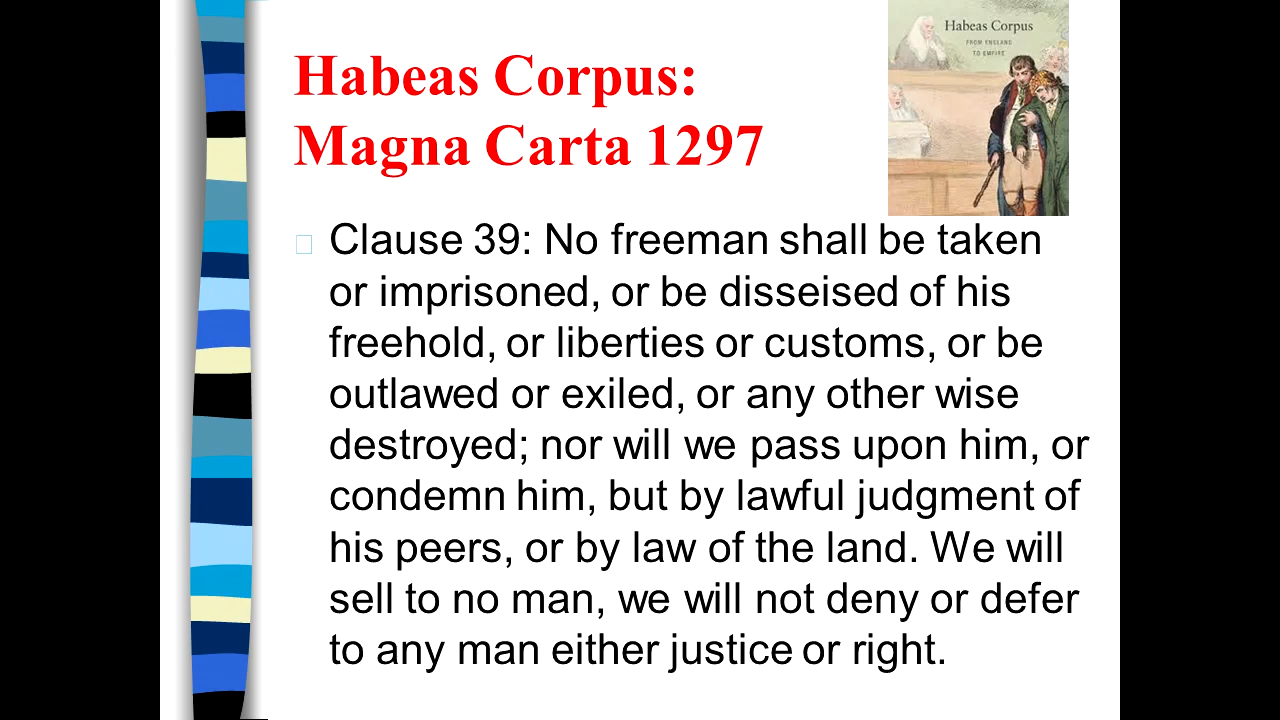 Habeas Corpus:
Magna Carta 1297
Habeas Corpus
FROM ENGLAND
TO EMPIRE
Clause 39: No freeman shall be taken
or imprisoned, or be disseised of his
freehold, or liberties or customs, or be
outlawed or exiled, or any other wise
destroyed; nor will we pass upon him, or
condemn him, but by lawful judgment of
his peers, or by law of the land. We will
sell to no man, we will not deny or defer
to any man either justice or right.